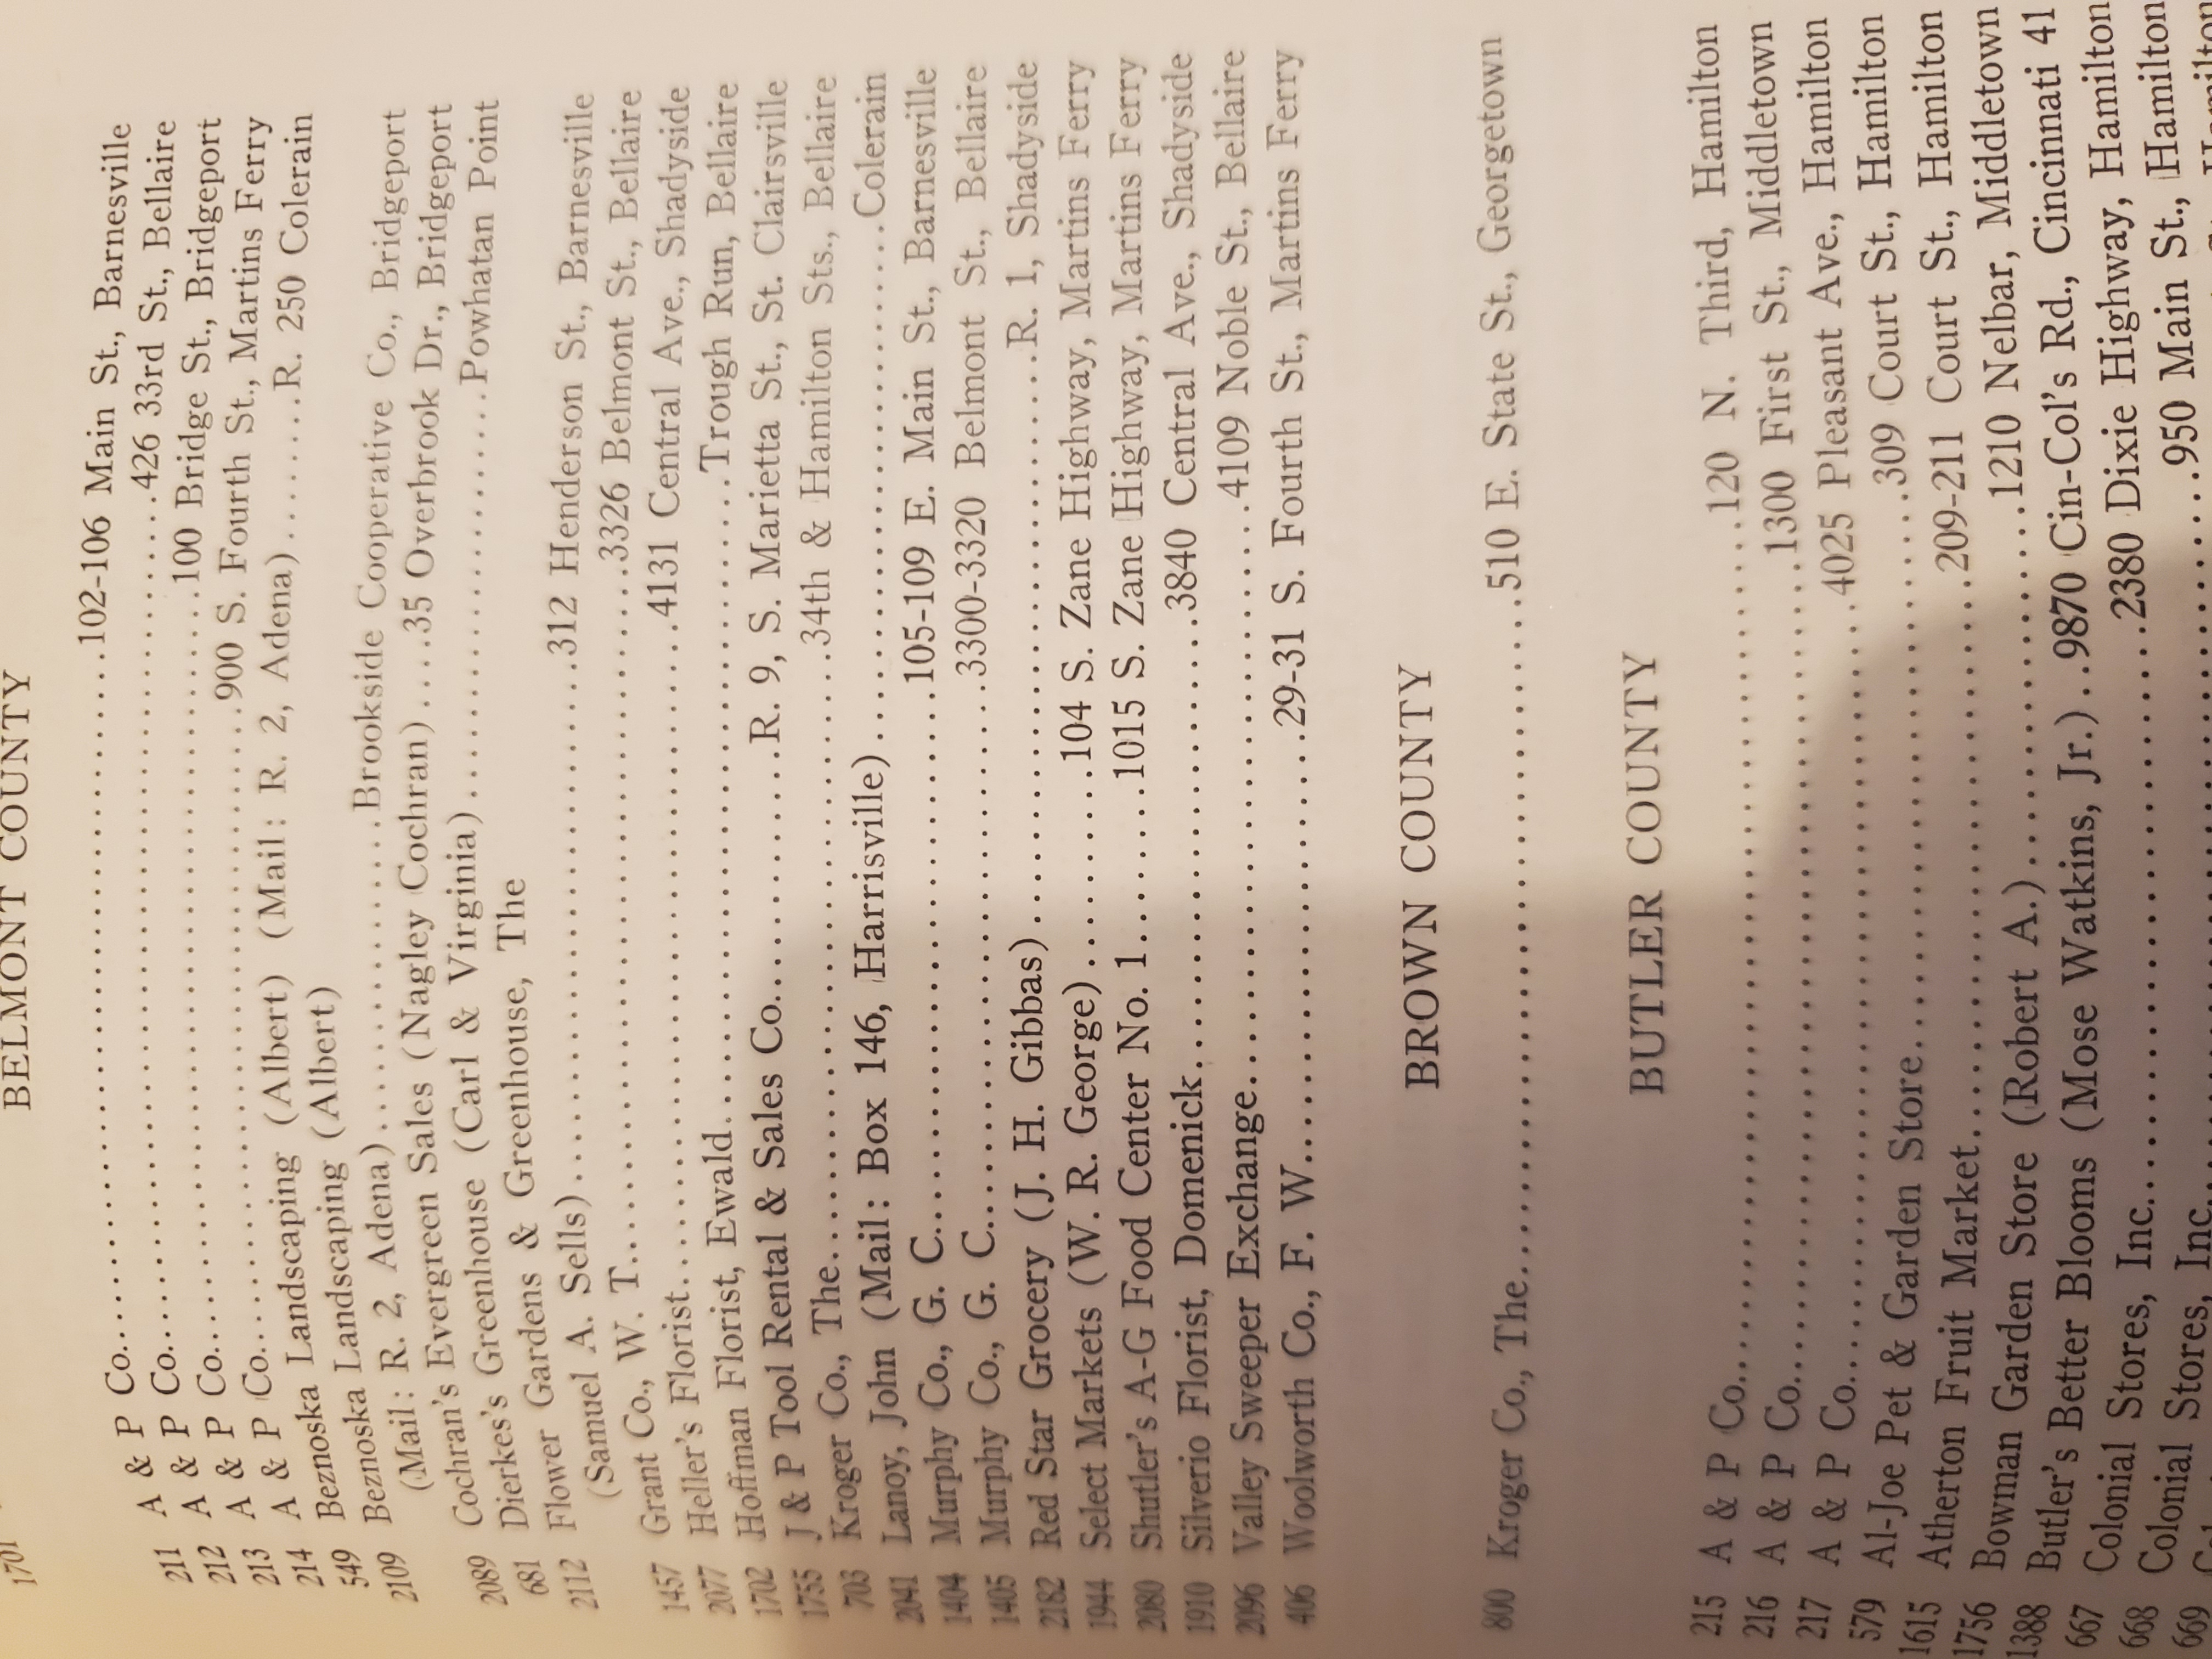 1701
BELMONT COUNTY
211 A & P Co. .......... 102-106 Main St., Barnesville
212 A & P Co. .......... 426 33rd St., Bellaire
213 A & P Co. .......... 100 Bridge St., Bridgeport
214 A & P Co. .......... 900 S. Fourth St., Martins Ferry
549 Beznoska Landscaping (Albert) (Mail: R. 2, Adena) ...... R. 250 Colerain
2109 Beznoska Landscaping (Albert)
(Mail: R. 2, Adena) .......... Brookside Cooperative Co., Bridgeport
2089 Cochran's Evergreen Sales (Nagley Cochran) .... 35 Overbrook Dr., Bridgeport
681 Dierkes's Greenhouse (Carl & Virginia) .......... Powhatan Point
2112 Flower Gardens & Greenhouse, The
(Samuel A. Sells) .......... 312 Henderson St., Barnesville
1457 Grant Co., W. T. .......... 3326 Belmont St., Bellaire
2077 Heller's Florist .......... 4131 Central Ave., Shadyside
1702 Hoffman Florist, Ewald .......... Trough Run, Bellaire
1755 J & P Tool Rental & Sales Co. .......... R. 9, S. Marietta St., St. Clairsville
703 Kroger Co., The .......... 34th & Hamilton Sts., Bellaire
2041 Lanoy, John (Mail: Box 146, Harrisville) .......... Colerain
1404 Murphy Co., G. C. .......... 105-109 E. Main St., Barnesville
1405 Murphy Co., G. C. .......... 3300-3320 Belmont St., Bellaire
2182 Red Star Grocery (J. H. Gibbas) .......... R. 1, Shadyside
1944 Select Markets (W. R. George) .......... 104 S. Zane Highway, Martins Ferry
2080 Shutler's A-G Food Center No. 1 .......... 1015 S. Zane Highway, Martins Ferry
1910 Silverio Florist, Domenick .......... 3840 Central Ave., Shadyside
2096 Valley Sweeper Exchange .......... 4109 Noble St., Bellaire
406 Woolworth Co., F. W. .......... 29-31 S. Fourth St., Martins Ferry
BROWN COUNTY
800 Kroger Co., The .......... 510 E. State St., Georgetown
BUTLER COUNTY
215 A & P Co. .......... 120 N. Third, Hamilton
216 A & P Co. .......... 1300 First St., Middletown
217 A & P Co. .......... 4025 Pleasant Ave., Hamilton
579 Al-Joe Pet & Garden Store .......... 309 Court St., Hamilton
1615 Atherton Fruit Market .......... 209-211 Court St., Hamilton
1756 Bowman Garden Store (Robert A.) .......... 1210 Nelbar, Middletown
1388 Butler's Better Blooms (Mose Watkins, Jr.) .. 9870 Cin-Col's Rd., Cincinnati 41
667 Colonial Stores, Inc. .......... 2380 Dixie Highway, Hamilton
668 Colonial Stores, Inc. .......... 950 Main St., Hamilton
669